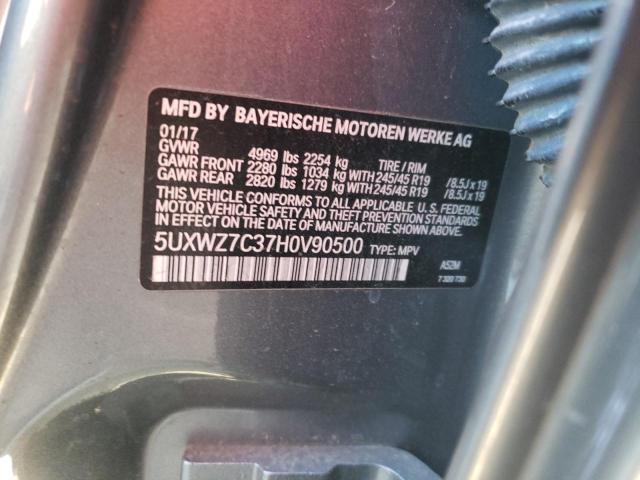 MFD BY BAYERISCHE MOTOREN WERKE AG
01/17
GVWR 4969 lbs 2254 kg TIRE / RIM
GAWR FRONT 2280 lbs 1034 kg WITH 245/45 R19 /8.5J x 19
GAWR REAR 2820 lbs 1279 kg WITH 245/45 R19 /8.5J x 19
THIS VEHICLE CONFORMS TO ALL APPLICABLE U.S. FEDERAL
MOTOR VEHICLE SAFETY AND THEFT PREVENTION STANDARDS
IN EFFECT ON THE DATE OF MANUFACTURE SHOWN ABOVE.
5UXWZ7C37H0V90500 TYPE: MPV
A52M